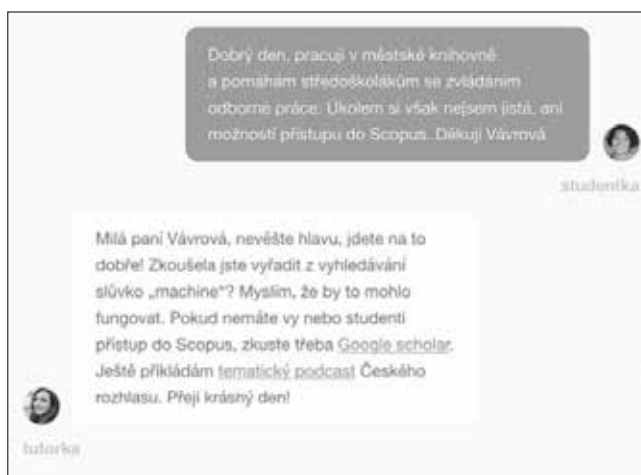 Dobrý den, pracuji v městské knihovně
a pomáhám středoškolákům se zvládáním
odborné práce. Úkolem si však nejsem jistá, ani
možností přístupu do Scopus. Děkuji Vávrová
studentka
Milá paní Vávrová, nevěšte hlavu, jdete na to
dobře! Zkoušela jste vyřadit z vyhledávání
slůvko „machine“? Myslím, že by to mohlo
fungovat. Pokud nemáte vy nebo studenti
přístup do Scopus, zkuste třeba Google scholar.
Ještě přikládám tematický podcast Českého
rozhlasu. Přeji krásný den!
tutorka